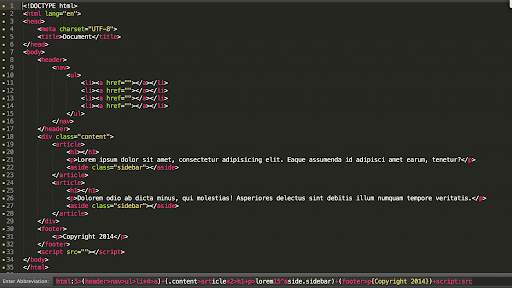 1 <!DOCTYPE html>
2 <html lang="en">
3 <head>
4 <meta charset="UTF-8">
5 <title>Document</title>
6 </head>
7 <body>
8 <header>
9 <nav>
10 <ul>
11 <li><a href=""></a></li>
12 <li><a href=""></a></li>
13 <li><a href=""></a></li>
14 <li><a href=""></a></li>
15 </ul>
16 </nav>
17 </header>
18 <div class="content">
19 <article>
20 <h1></h1>
21 <p>Lorem ipsum dolor sit amet, consectetur adipisicing elit. Eaque assumenda id adipisci amet earum, tenetur?</p>
22 <aside class="sidebar"></aside>
23 </article>
24 <article>
25 <h1></h1>
26 <p>Dolorem odio ab dicta minus, qui molestias! Asperiores delectus sint debitis illum numquam tempore veritatis.</p>
27 <aside class="sidebar"></aside>
28 </article>
29 </div>
30 <footer>
31 <p>Copyright 2014</p>
32 </footer>
33 <script src=""></script>
34 </body>
35 </html>
Enter Abbreviation: html:5>(header>nav>ul>li*4>a)+(.content>article*2>h1+p>lorem15^aside.sidebar)+(footer>p{Copyright 2014})+script:src